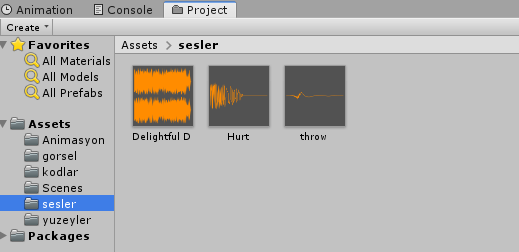 Animation Console Project
Create
Favorites
All Materials
All Models
All Prefabs
Assets
Animasyon
gorsel
kodlar
Scenes
sesler
yuzeyler
Packages
Assets > sesler
Delightful D Hurt throw